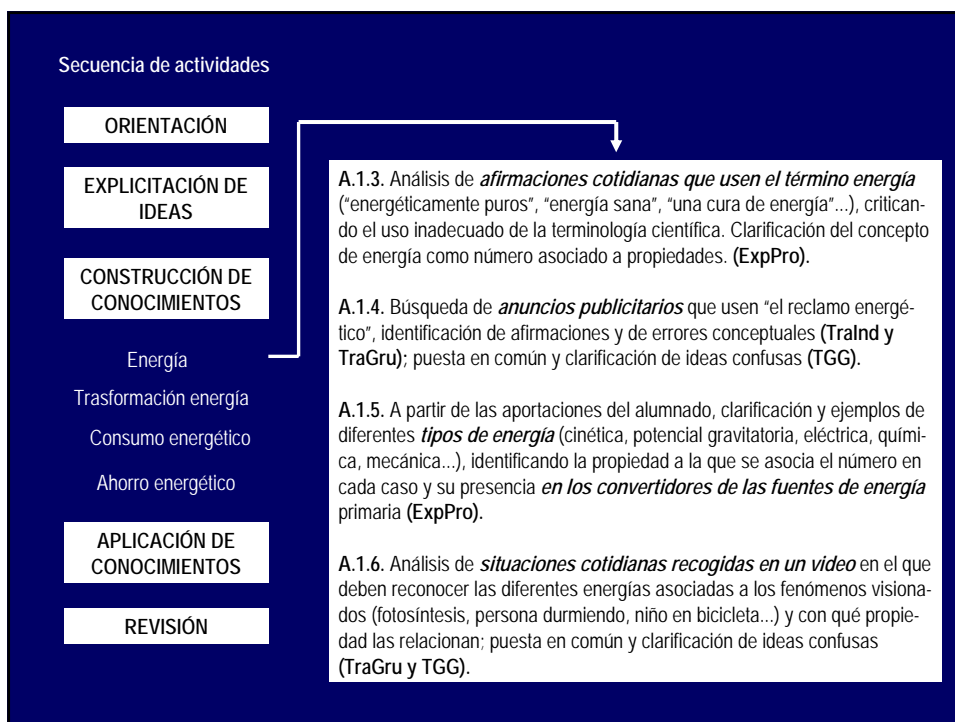 Secuencia de actividades
ORIENTACIÓN
EXPLICITACIÓN DE
IDEAS
CONSTRUCCIÓN DE
CONOCIMIENTOS
Energía
Trasformación energía
Consumo energético
Ahorro energético
APLICACIÓN DE
CONOCIMIENTOS
REVISIÓN
A.1.3. Análisis de afirmaciones cotidianas que usen el término energía
("energéticamente puros", "energía sana", "una cura de energía"...), critican-
do el uso inadecuado de la terminología científica. Clarificación del concepto
de energía como número asociado a propiedades. (ExpPro).
A.1.4. Búsqueda de anuncios publicitarios que usen "el reclamo energé-
tico", identificación de afirmaciones y de errores conceptuales (TraInd y
TraGru); puesta en común y clarificación de ideas confusas (TGG).
A.1.5. A partir de las aportaciones del alumnado, clarificación y ejemplos de
diferentes tipos de energía (cinética, potencial gravitatoria, eléctrica, quími-
ca, mecánica...), identificando la propiedad a la que se asocia el número en
cada caso y su presencia en los convertidores de las fuentes de energía
primaria (ExpPro).
A.1.6. Análisis de situaciones cotidianas recogidas en un video en el que
deben reconocer las diferentes energías asociadas a los fenómenos visiona-
dos (fotosíntesis, persona durmiendo, niño en bicicleta...) y con qué propie-
dad las relacionan; puesta en común y clarificación de ideas confusas
(TraGru y TGG).